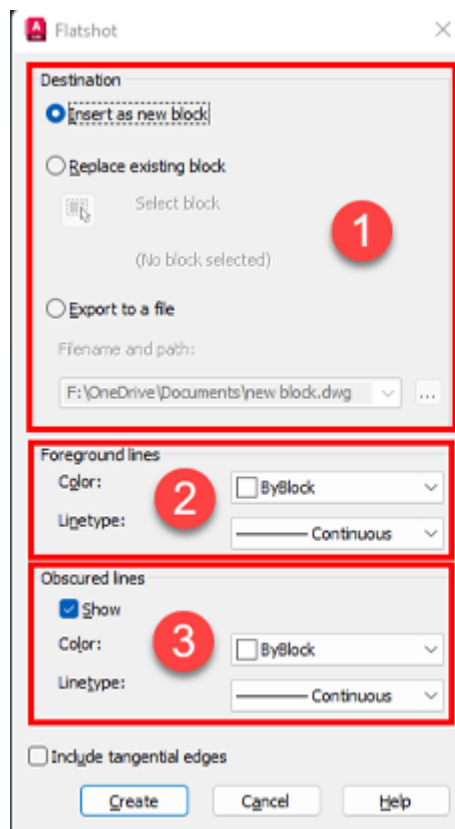 Flatshot
Destination
Insert as new block
Replace existing block
Select block
(No block selected)
1
Export to a file
Filename and path:
F:\OneDrive\Documents\new block.dwg ...
Foreground lines
Color: ByBlock
2
Linetype: Continuous
Obscured lines
Show
Color: ByBlock
3
Linetype: Continuous
Include tangential edges
Create Cancel Help